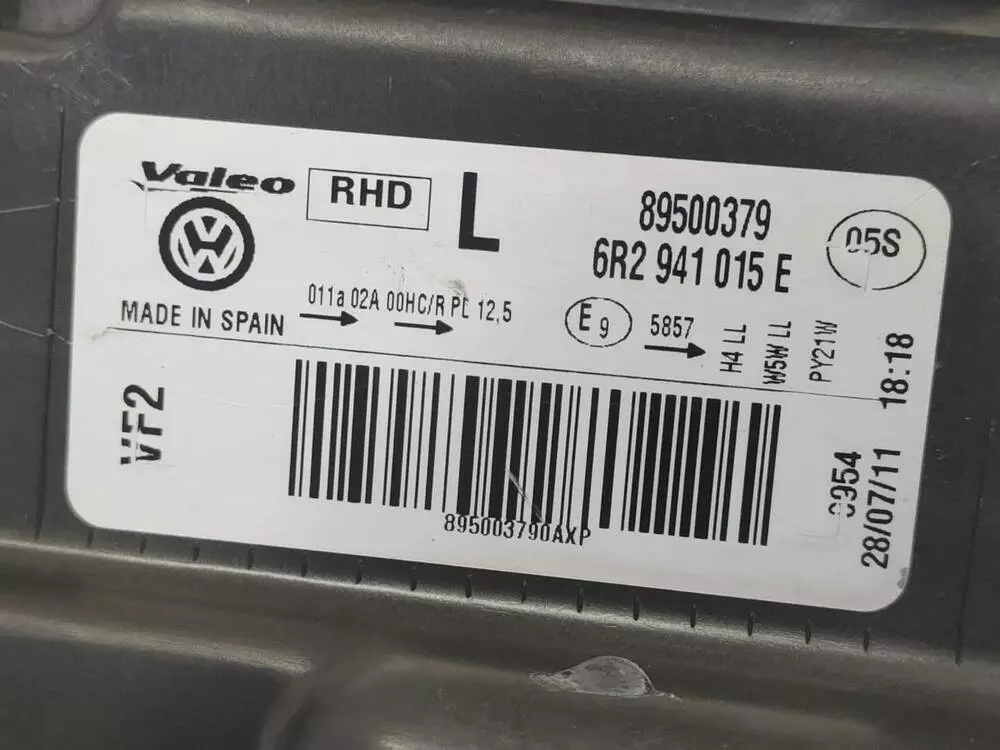 Valeo
RHD
L
89500379
6R2 941 015 E
05S
MADE IN SPAIN
011a 02A 00HC/R PL 12,5
E9
5857
H4 LL
W5W LL
PY21W
18:18
VF2
895003790AXP
28/07/11